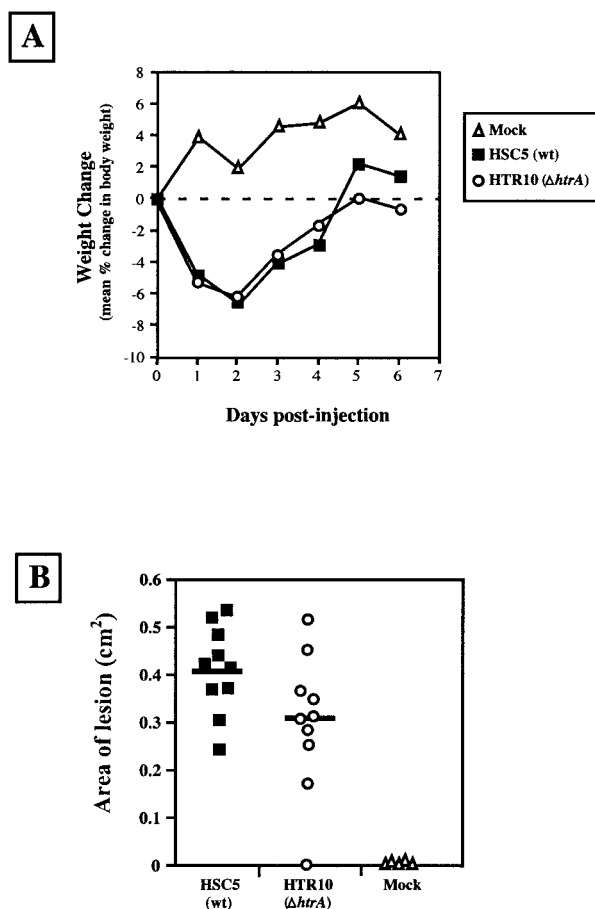 A
8
6
4
2
0
-2
-4
-6
-8
-10
Weight Change
(mean % change in body weight)
0 1 2 3 4 5 6 7
Days post-injection
Mock
HSC5 (wt)
HTR10 (ΔhtrA)
B
0.6
0.5
0.4
0.3
0.2
0.1
0
Area of lesion (cm²)
HSC5 HTR10 Mock
(wt) (ΔhtrA)